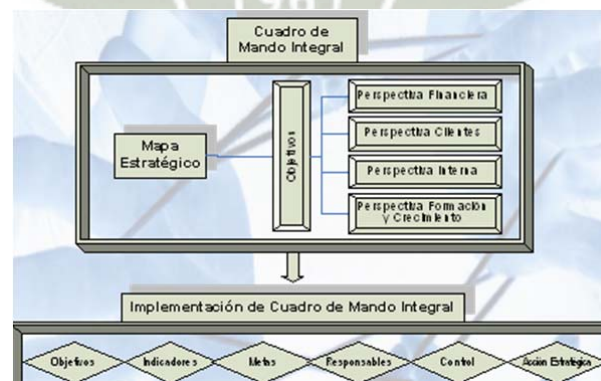 Cuadro de
Mando Integral
Mapa
Estratégico
Objetivos
Perspectiva Financiera
Perspectiva Clientes
Perspectiva Interna
Perspectiva Formación
y Crecimiento
Implementación de Cuadro de Mando Integral
Objetivos
Indicadores
Metas
Responsables
Control
Acción Estratégica